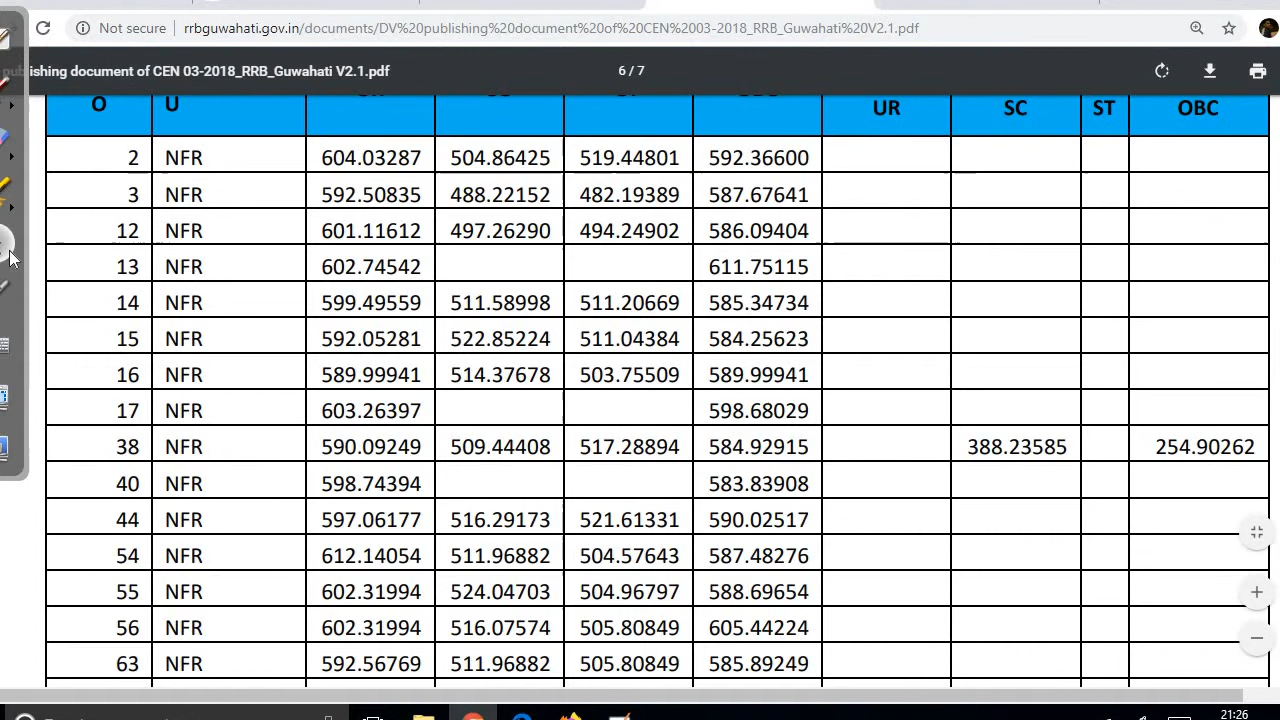 Not secure | rrbguwahati.gov.in/documents/DV%20publishing%20document%20of%20CEN%2003-2018_RRB_Guwahati%20V2.1.pdf
publishing document of CEN 03-2018_RRB_Guwahati V2.1.pdf 6 / 7
O U UR SC ST OBC
2 NFR 604.03287 504.86425 519.44801 592.36600
3 NFR 592.50835 488.22152 482.19389 587.67641
12 NFR 601.11612 497.26290 494.24902 586.09404
13 NFR 602.74542 611.75115
14 NFR 599.49559 511.58998 511.20669 585.34734
15 NFR 592.05281 522.85224 511.04384 584.25623
16 NFR 589.99941 514.37678 503.75509 589.99941
17 NFR 603.26397 598.68029
38 NFR 590.09249 509.44408 517.28894 584.92915 388.23585 254.90262
40 NFR 598.74394 583.83908
44 NFR 597.06177 516.29173 521.61331 590.02517
54 NFR 612.14054 511.96882 504.57643 587.48276
55 NFR 602.31994 524.04703 504.96797 588.69654
56 NFR 602.31994 516.07574 505.80849 605.44224
63 NFR 592.56769 511.96882 505.80849 585.89249
21:26